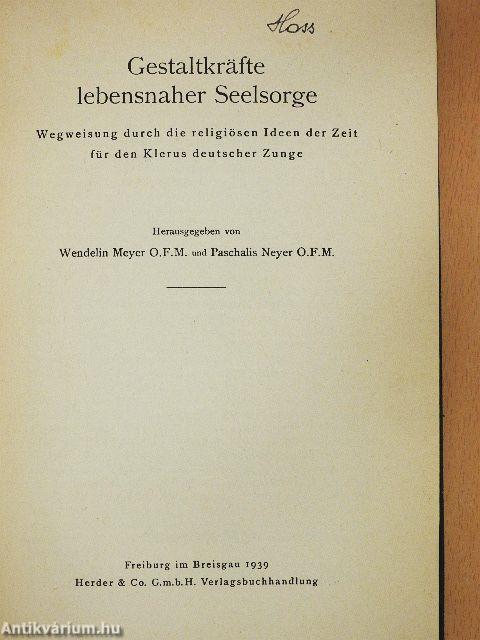 Hoss
Gestaltkräfte
lebensnaher Seelsorge
Wegweisung durch die religiösen Ideen der Zeit
für den Klerus deutscher Zunge
Herausgegeben von
Wendelin Meyer O.F.M. und Paschalis Neyer O.F.M.
Freiburg im Breisgau 1939
Herder & Co. G.m.b.H. Verlagsbuchhandlung
Antikvárium.hu